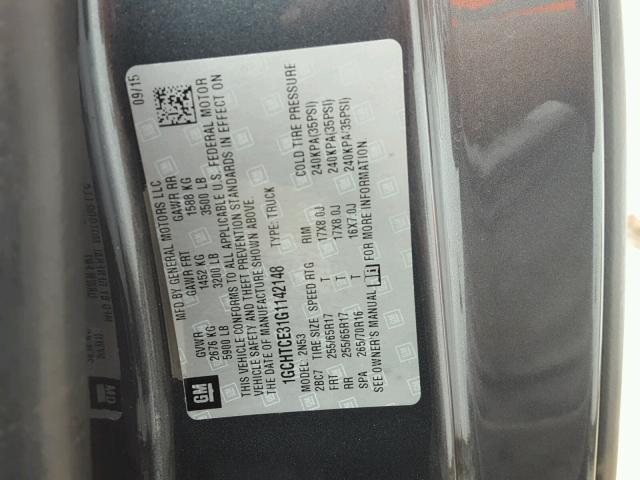 MFD BY GENERAL MOTORS LLC
09/15
GVWR GAWR FRT GAWR RR
2676 KG 1452 KG 1588 KG
5900 LB 3200 LB 3500 LB
THIS VEHICLE CONFORMS TO ALL APPLICABLE U.S. FEDERAL MOTOR
VEHICLE SAFETY AND THEFT PREVENTION STANDARDS IN EFFECT ON
THE DATE OF MANUFACTURE SHOWN ABOVE.
GM
1GCHTCE31G1142148 TYPE: TRUCK
MODEL: 2N53
2BC7 TIRE SIZE SPEED RTG RIM COLD TIRE PRESSURE
FRT 255/65R17 T 17X8.0J 240KPA(35PSI)
RR 255/65R17 T 17X8.0J 240KPA(35PSI)
SPA 265/70R16 T 16X7.0J 240KPA(35PSI)
SEE OWNER'S MANUAL FOR MORE INFORMATION.